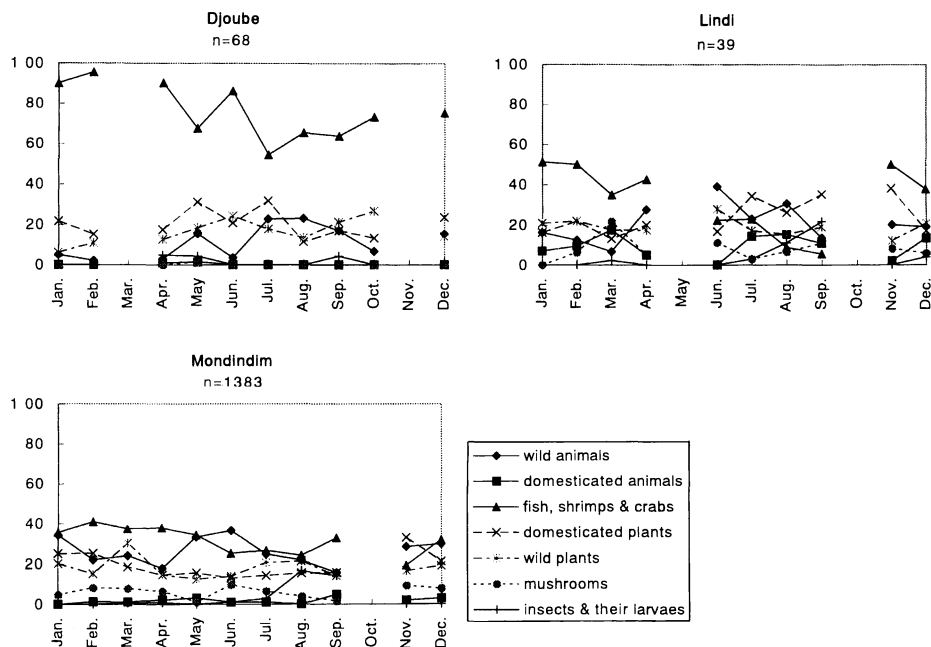 Djoube
n=68
1 00
80
60
40
20
0
Jan.
Feb.
Mar.
Apr.
May
Jun.
Jul.
Aug.
Sep.
Oct.
Nov.
Dec.
Lindi
n=39
1 00
80
60
40
20
0
Jan.
Feb.
Mar.
Apr.
May
Jun.
Jul.
Aug.
Sep.
Oct.
Nov.
Dec.
Mondindim
n=1383
1 00
80
60
40
20
0
Jan.
Feb.
Mar.
Apr.
May
Jun.
Jul.
Aug.
Sep.
Oct.
Nov.
Dec.
wild animals
domesticated animals
fish, shrimps & crabs
domesticated plants
wild plants
mushrooms
insects & their larvaes